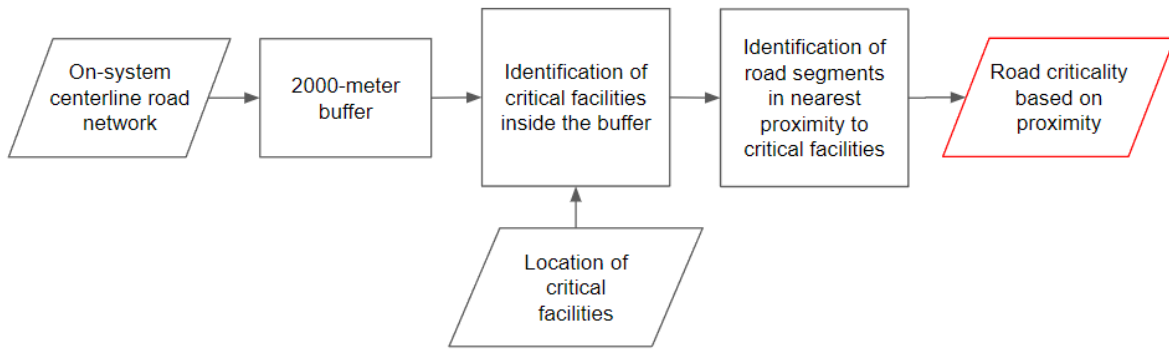 On-system
centerline road
network
2000-meter
buffer
Identification of
critical facilities
inside the buffer
Identification of
road segments
in nearest
proximity to
critical facilities
Road criticality
based on
proximity
Location of
critical
facilities